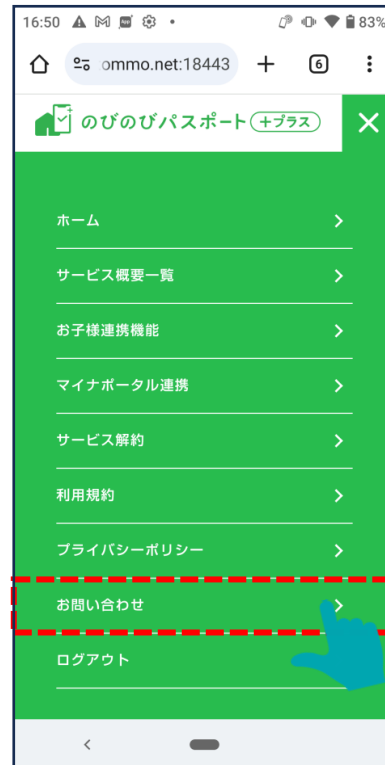 16:50
83%
ommo.net:18443
6
のびのびパスポート +プラス
ホーム
サービス概要一覧
お子様連携機能
マイナポータル連携
サービス解約
利用規約
プライバシーポリシー
お問い合わせ
ログアウト